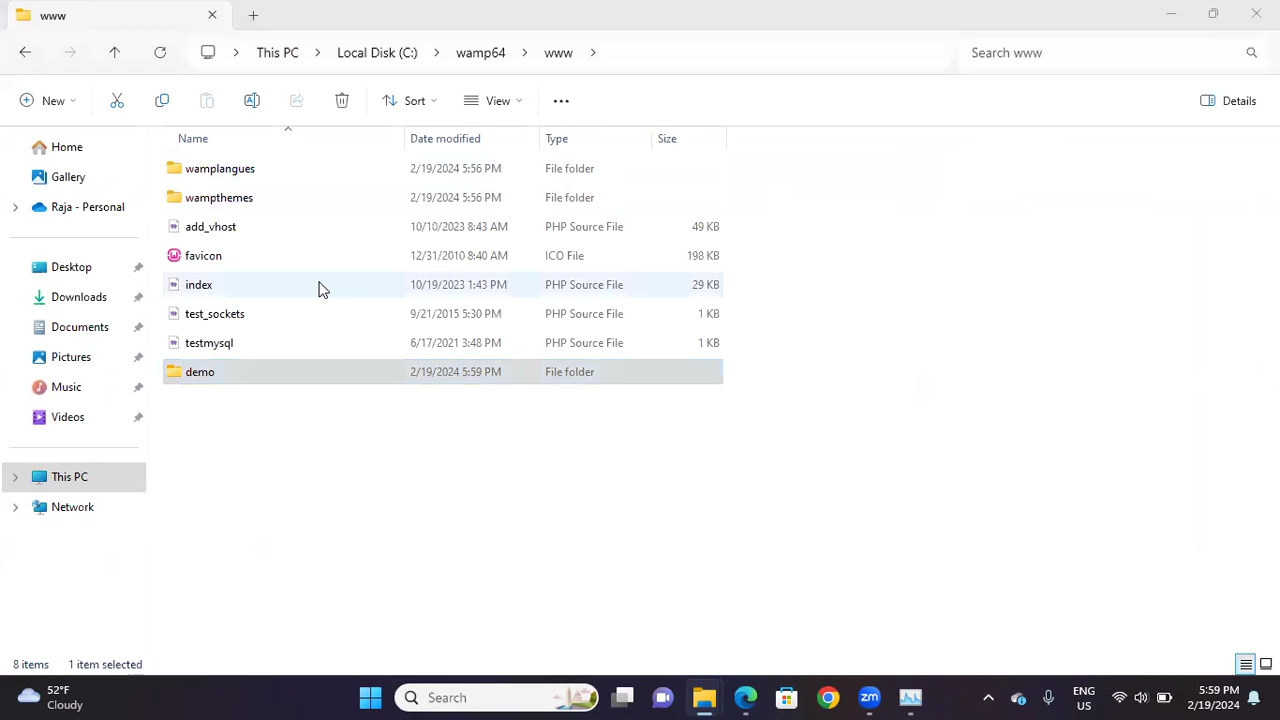 www
This PC
Local Disk (C:)
wamp64
www
Search www
New
Sort
View
Details
Name
Date modified
Type
Size
Home
Gallery
Raja - Personal
Desktop
Downloads
Documents
Pictures
Music
Videos
This PC
Network
wamplangues 2/19/2024 5:56 PM File folder
wampthemes 2/19/2024 5:56 PM File folder
add_vhost 10/10/2023 8:43 AM PHP Source File 49 KB
favicon 12/31/2010 8:40 AM ICO File 198 KB
index 10/19/2023 1:43 PM PHP Source File 29 KB
test_sockets 9/21/2015 5:30 PM PHP Source File 1 KB
testmysql 6/17/2021 3:48 PM PHP Source File 1 KB
demo 2/19/2024 5:59 PM File folder
8 items 1 item selected
52°F
Cloudy
Search
zm
ENG
US
5:59 PM
2/19/2024